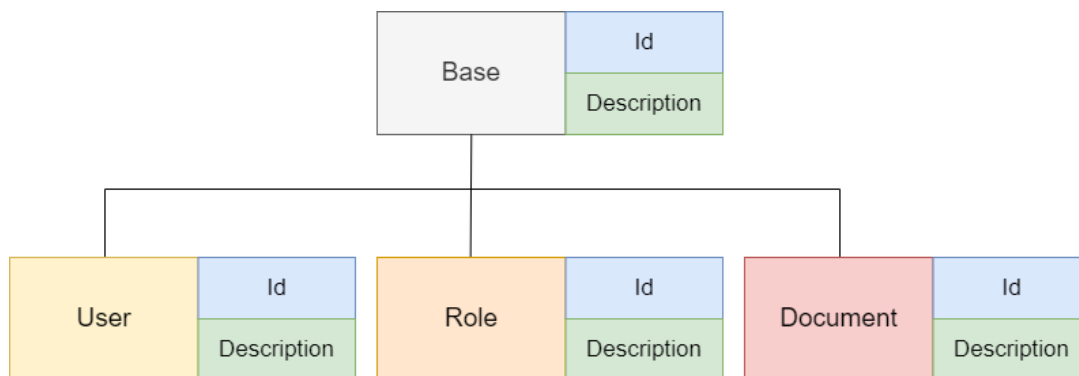 Base
Id
Description
User
Id
Description
Role
Id
Description
Document
Id
Description